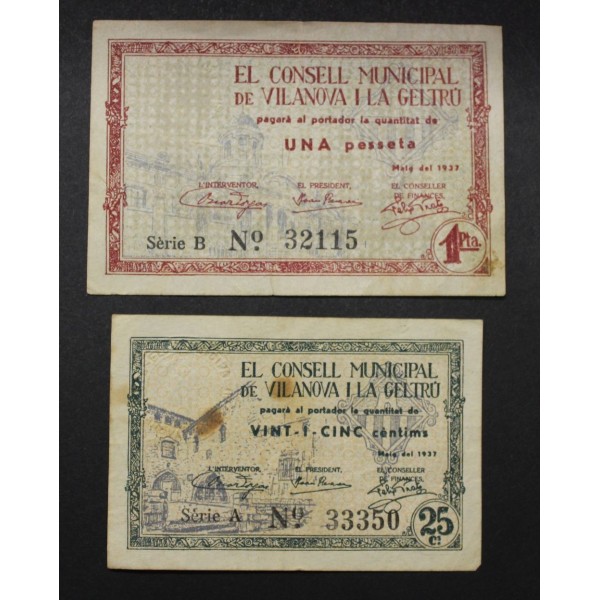 EL CONSELL MUNICIPAL
DE VILANOVA I LA GELTRÚ
pagarà al portador la quantitat de
UNA pesseta
Maig del 1937
L'INTERVENTOR, EL PRESIDENT, EL CONSELLER
DE FINANCES,
Sèrie B Nº 32115
1 Pta.
EL CONSELL MUNICIPAL
DE VILANOVA I LA GELTRÚ
pagarà al portador la quantitat de
VINT-I-CINC cèntims
Maig del 1937
L'INTERVENTOR, EL PRESIDENT, EL CONSELLER
DE FINANCES,
Sèrie A Nº 33350
25 Ct